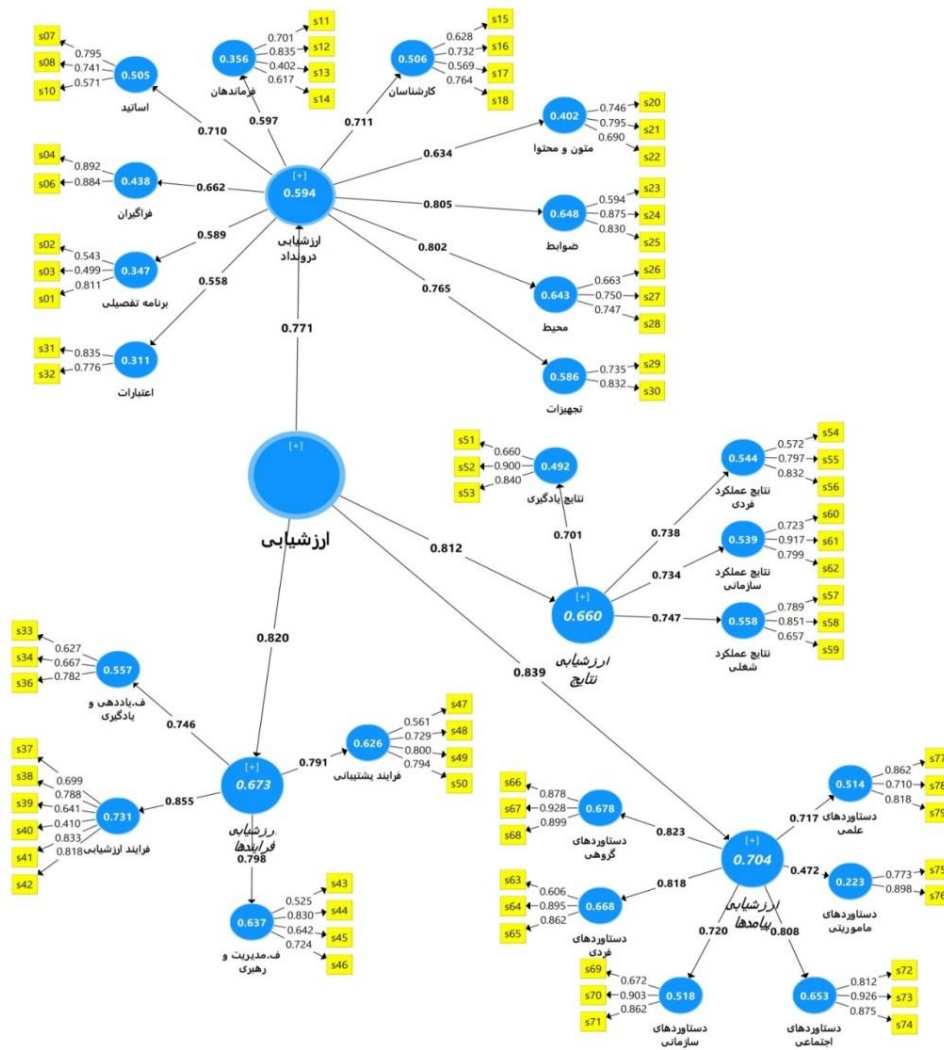 s07
s08
s10
0.795
0.741
0.571
0.505
اساتید
0.710
s11
s12
s13
s14
0.701
0.835
0.402
0.617
0.356
فرماندهان
0.597
s15
s16
s17
s18
0.628
0.732
0.569
0.764
0.506
کارشناسان
0.711
s20
s21
s22
0.746
0.795
0.690
0.402
متون و محتوا
0.634
s04
s06
0.892
0.884
0.438
فراگیران
0.662
[+]
0.594
ارزشیابی
درونداد
s23
s24
s25
0.594
0.875
0.830
0.648
ضوابط
0.805
s02
s03
s01
0.543
0.499
0.811
0.347
برنامه تفصیلی
0.589
s26
s27
s28
0.663
0.750
0.747
0.643
محیط
0.802
s31
s32
0.835
0.776
0.311
اعتبارات
0.558
s29
s30
0.735
0.832
0.586
تجهیزات
0.765
0.771
[+]
ارزشیابی
s51
s52
s53
0.660
0.900
0.840
0.492
نتایج یادگیری
0.701
s54
s55
s56
0.572
0.797
0.832
0.544
نتایج عملکرد
فردی
0.738
s60
s61
s62
0.723
0.917
0.799
0.539
نتایج عملکرد
سازمانی
0.734
s57
s58
s59
0.789
0.851
0.657
0.558
نتایج عملکرد
شغلی
0.747
0.812
[+]
0.660
ارزشیابی
نتایج
0.820
0.839
s33
s34
s36
0.627
0.667
0.782
0.557
ف.یاددهی و
یادگیری
0.746
s47
s48
s49
s50
0.561
0.729
0.800
0.794
0.626
فرایند پشتیبانی
0.791
s37
s38
s39
s40
s41
s42
0.699
0.788
0.641
0.410
0.833
0.818
0.731
فرایند ارزشیابی
0.855
[+]
0.673
ارزشیابی
فرایندها
0.798
s43
s44
s45
s46
0.525
0.830
0.642
0.724
0.637
ف.مدیریت و
رهبری
s66
s67
s68
0.878
0.928
0.899
0.678
دستاوردهای
گروهی
0.823
s77
s78
s79
0.862
0.710
0.818
0.514
دستاوردهای
علمی
0.717
[+]
0.704
ارزشیابی
پیامدها
s75
s76
0.773
0.898
0.223
دستاوردهای
ماموریتی
0.472
s63
s64
s65
0.606
0.895
0.862
0.668
دستاوردهای
فردی
0.818
s69
s70
s71
0.672
0.903
0.862
0.518
دستاوردهای
سازمانی
0.720
s72
s73
s74
0.812
0.926
0.875
0.653
دستاوردهای
اجتماعی
0.808